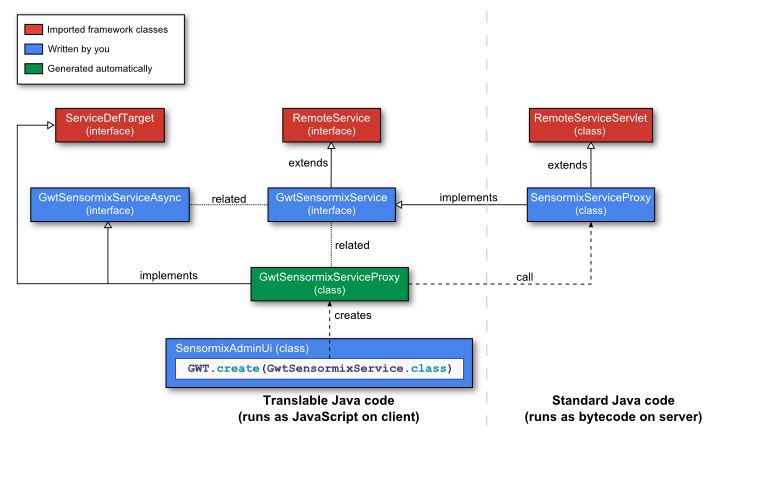 Imported framework classes
Written by you
Generated automatically
ServiceDefTarget
(interface)
RemoteService
(interface)
RemoteServiceServlet
(class)
extends
extends
GwtSensormixServiceAsync
(interface)
related
GwtSensormixService
(interface)
implements
SensormixServiceProxy
(class)
related
implements
GwtSensormixServiceProxy
(class)
call
creates
SensormixAdminUi (class)
GWT.create(GwtSensormixService.class)
Translable Java code
(runs as JavaScript on client)
Standard Java code
(runs as bytecode on server)